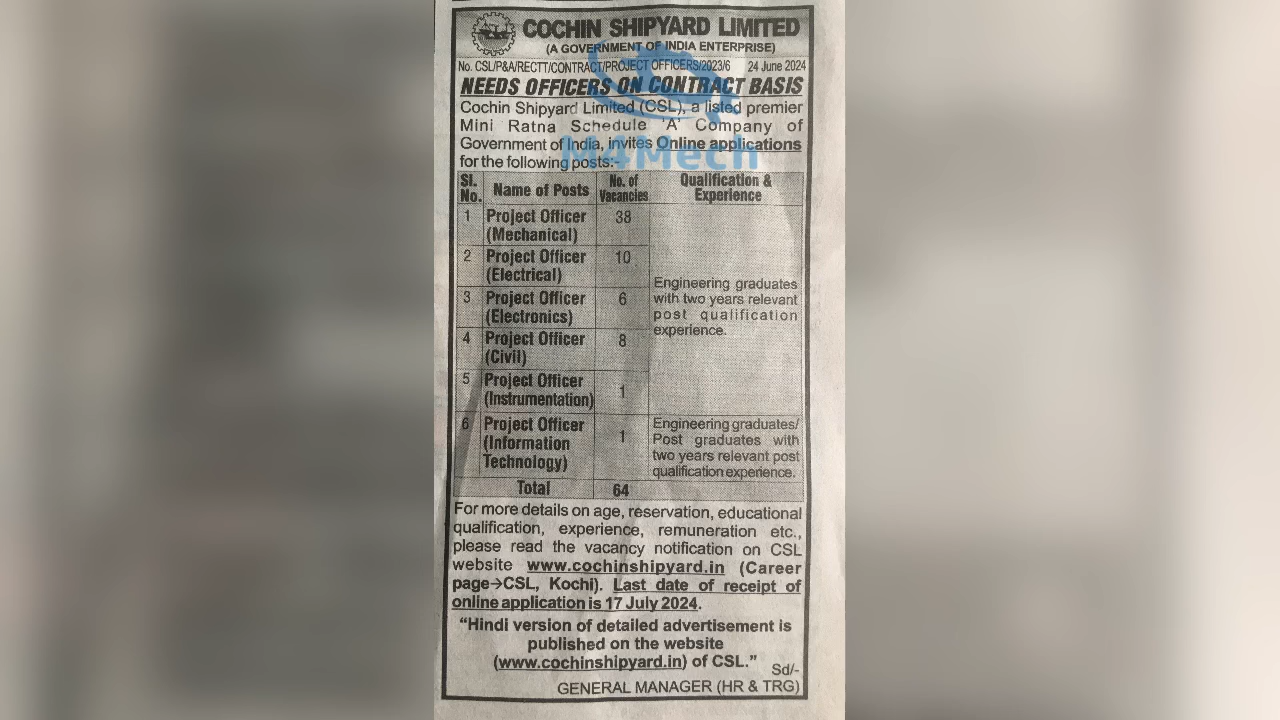 COCHIN SHIPYARD LIMITED
(A GOVERNMENT OF INDIA ENTERPRISE)
No. CSL/P&A/RECTT/CONTRACT/PROJECT OFFICERS/2023/6 24 June 2024
NEEDS OFFICERS ON CONTRACT BASIS
Cochin Shipyard Limited (CSL), a listed premier
Mini Ratna Schedule 'A' Company of
Government of India, invites Online applications
for the following posts:-
M4Mech
Sl. No. Name of Posts No. of Vacancies Qualification & Experience
1 Project Officer (Mechanical) 38
2 Project Officer (Electrical) 10
3 Project Officer (Electronics) 6
4 Project Officer (Civil) 8
5 Project Officer (Instrumentation) 1
Engineering graduates
with two years relevant
post qualification
experience.
6 Project Officer (Information Technology) 1
Engineering graduates/
Post graduates with
two years relevant post
qualification experience.
Total 64
For more details on age, reservation, educational
qualification, experience, remuneration etc.,
please read the vacancy notification on CSL
website www.cochinshipyard.in (Career
page→CSL, Kochi). Last date of receipt of
online application is 17 July 2024.
“Hindi version of detailed advertisement is
published on the website
(www.cochinshipyard.in) of CSL.”
Sd/-
GENERAL MANAGER (HR & TRG)